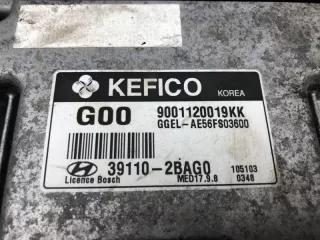 KEFICO KOREA
G00 9001120019KK
GGEL-AE56FS03600
39110-2BAG0 105103
Licence Bosch MED17.9.8 0348